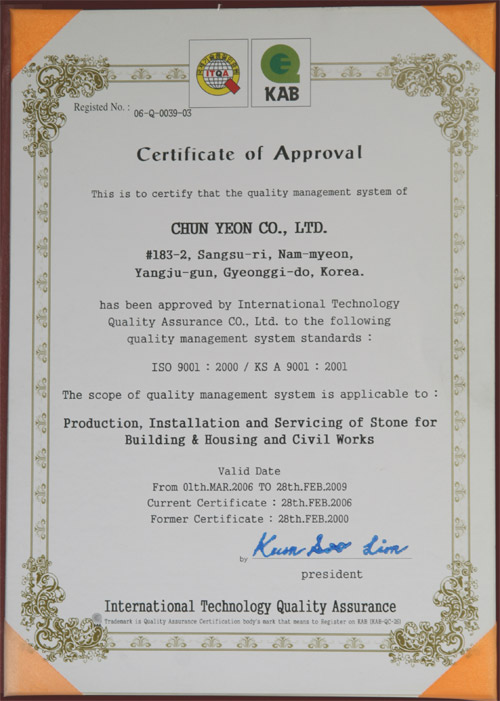 ITQA
KAB
Registed No. : 06-Q-0039-03
Certificate of Approval
This is to certify that the quality management system of
CHUN YEON CO., LTD.
#183-2, Sangsu-ri, Nam-myeon,
Yangju-gun, Gyeonggi-do, Korea.
has been approved by International Technology
Quality Assurance CO., Ltd. to the following
quality management system standards :
ISO 9001 : 2000 / KS A 9001 : 2001
The scope of quality management system is applicable to :
Production, Installation and Servicing of Stone for
Building & Housing and Civil Works
Valid Date
From 01th.MAR.2006 TO 28th.FEB.2009
Current Certificate : 28th.FEB.2006
Former Certificate : 28th.FEB.2000
by Kum Soo Lim
president
International Technology Quality Assurance
Trademark is Quality Assurance Certification body's mark that means to Register on KAB (KAB-QC-26)